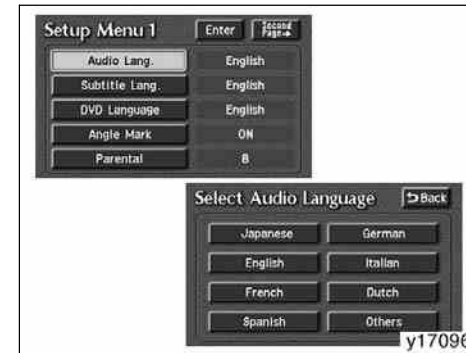 Setup Menu 1 Enter Second Page→
Audio Lang. English
Subtitle Lang. English
DVD Language English
Angle Mark ON
Parental 8
Select Audio Language Back
Japanese German
English Italian
French Dutch
Spanish Others
y17096